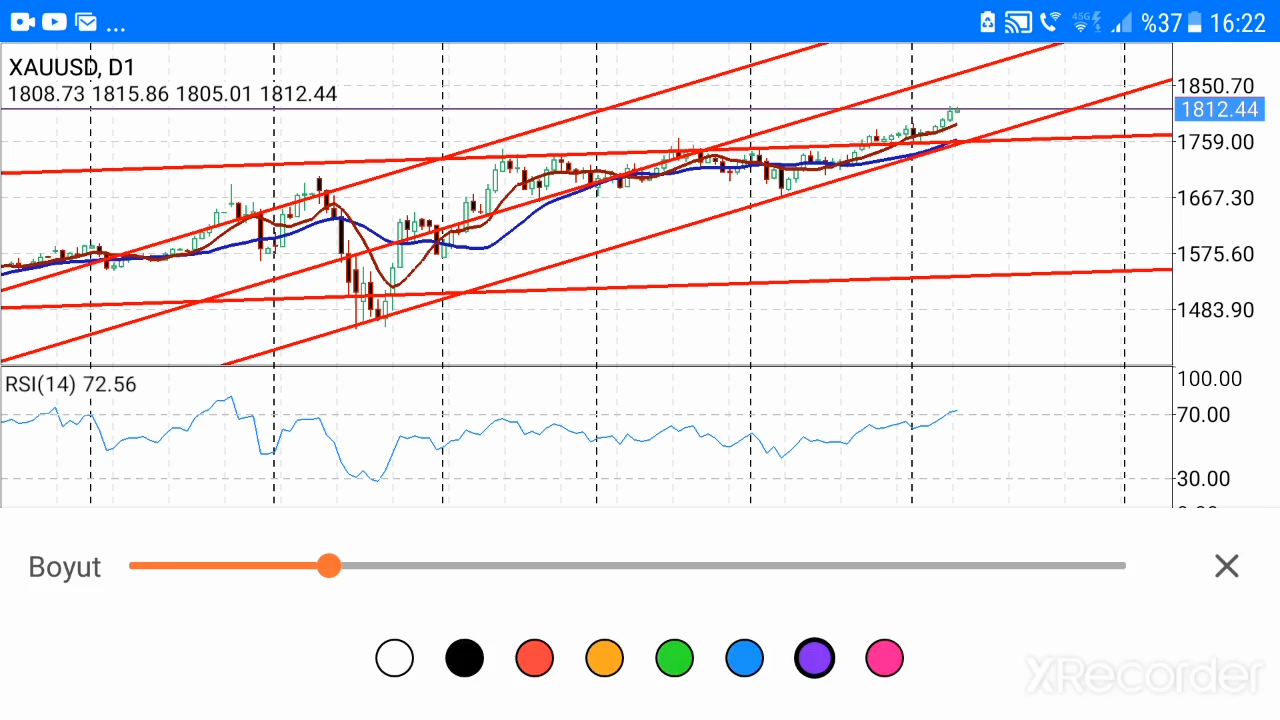 ...
45G
%37
16:22
XAUUSD, D1
1808.73 1815.86 1805.01 1812.44
1850.70
1812.44
1759.00
1667.30
1575.60
1483.90
RSI(14) 72.56
100.00
70.00
30.00
Boyut
XRecorder